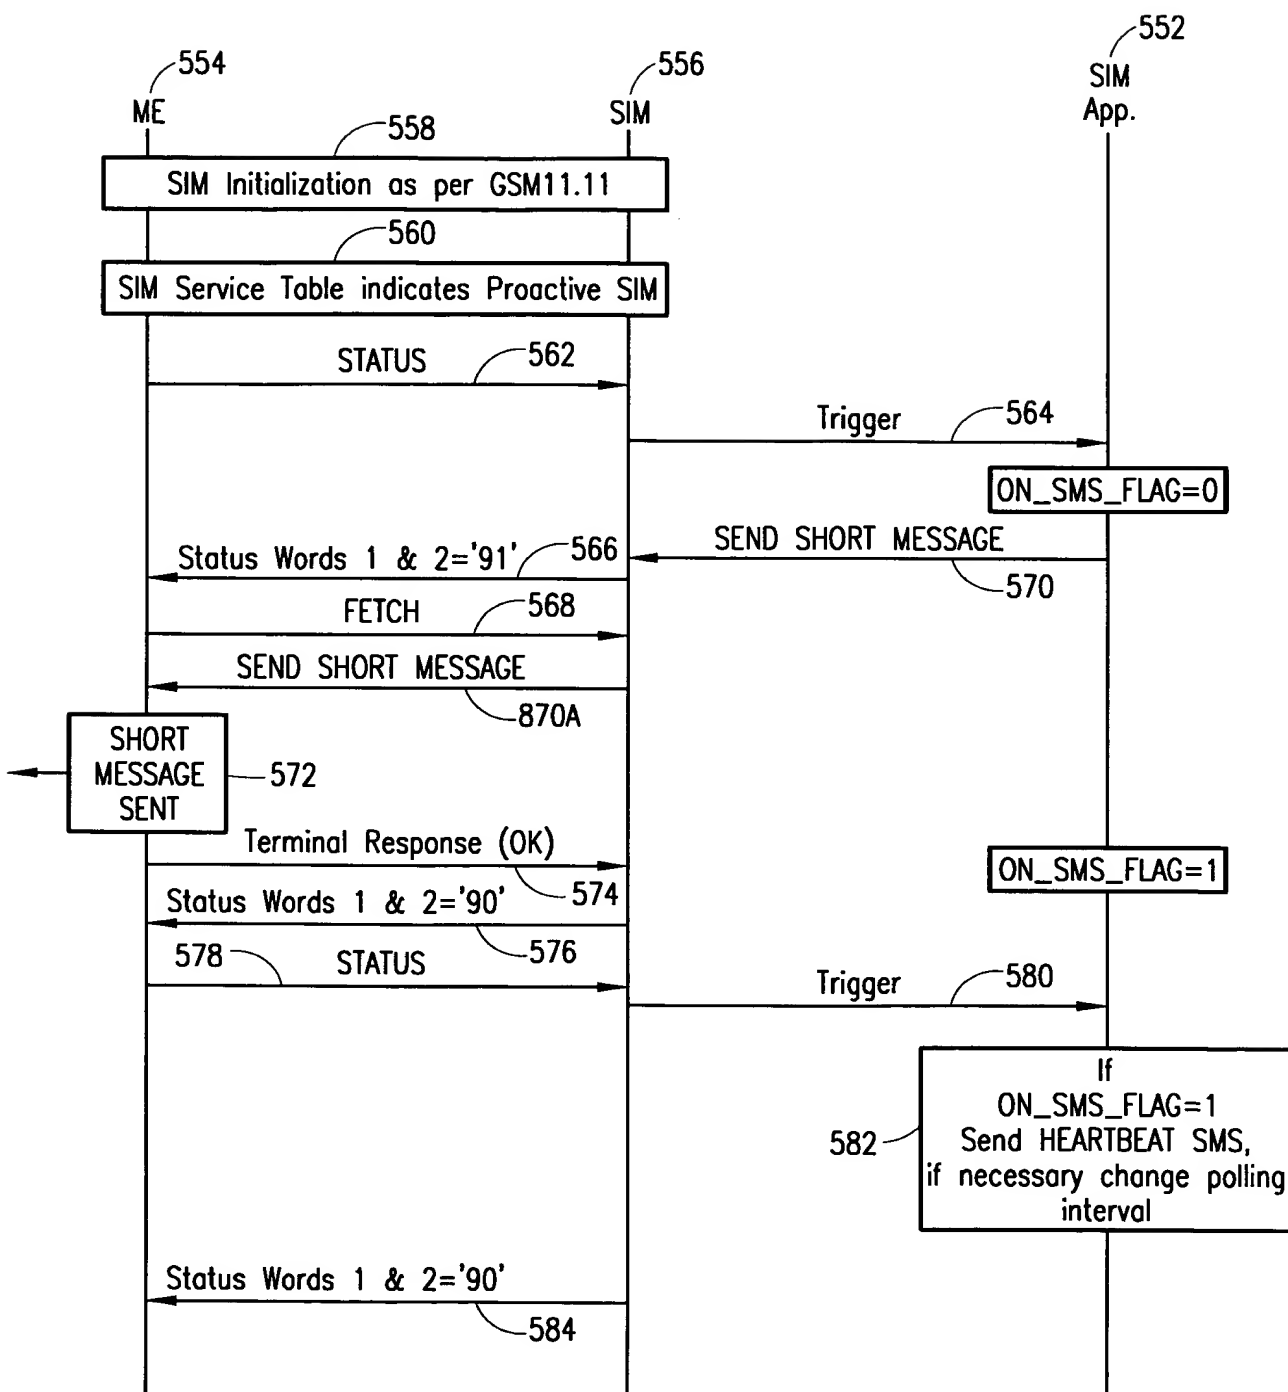 552
SIM
App.
554
ME
556
SIM
558
SIM Initialization as per GSM11.11
560
SIM Service Table indicates Proactive SIM
STATUS
562
Trigger
564
ON_SMS_FLAG=0
SEND SHORT MESSAGE
570
Status Words 1 & 2='91'
566
FETCH
568
SEND SHORT MESSAGE
870A
SHORT
MESSAGE
SENT
572
Terminal Response (OK)
574
ON_SMS_FLAG=1
Status Words 1 & 2='90'
576
578
STATUS
Trigger
580
If
ON_SMS_FLAG=1
Send HEARTBEAT SMS,
if necessary change polling
interval
582
Status Words 1 & 2='90'
584